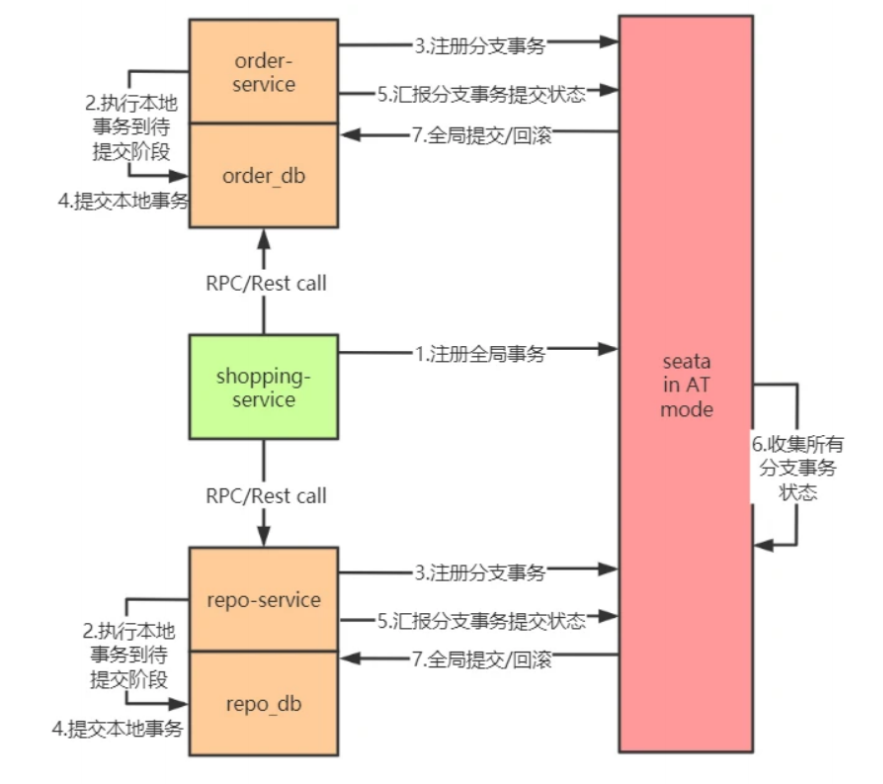 order-
service
3.注册分支事务
2.执行本地
事务到待
提交阶段
5.汇报分支事务提交状态
7.全局提交/回滚
order_db
4.提交本地事务
RPC/Rest call
shopping-
service
1.注册全局事务
seata
in AT
mode
6.收集所有
分支事务
状态
RPC/Rest call
repo-service
3.注册分支事务
2.执行本地
事务到待
提交阶段
5.汇报分支事务提交状态
7.全局提交/回滚
repo_db
4.提交本地事务